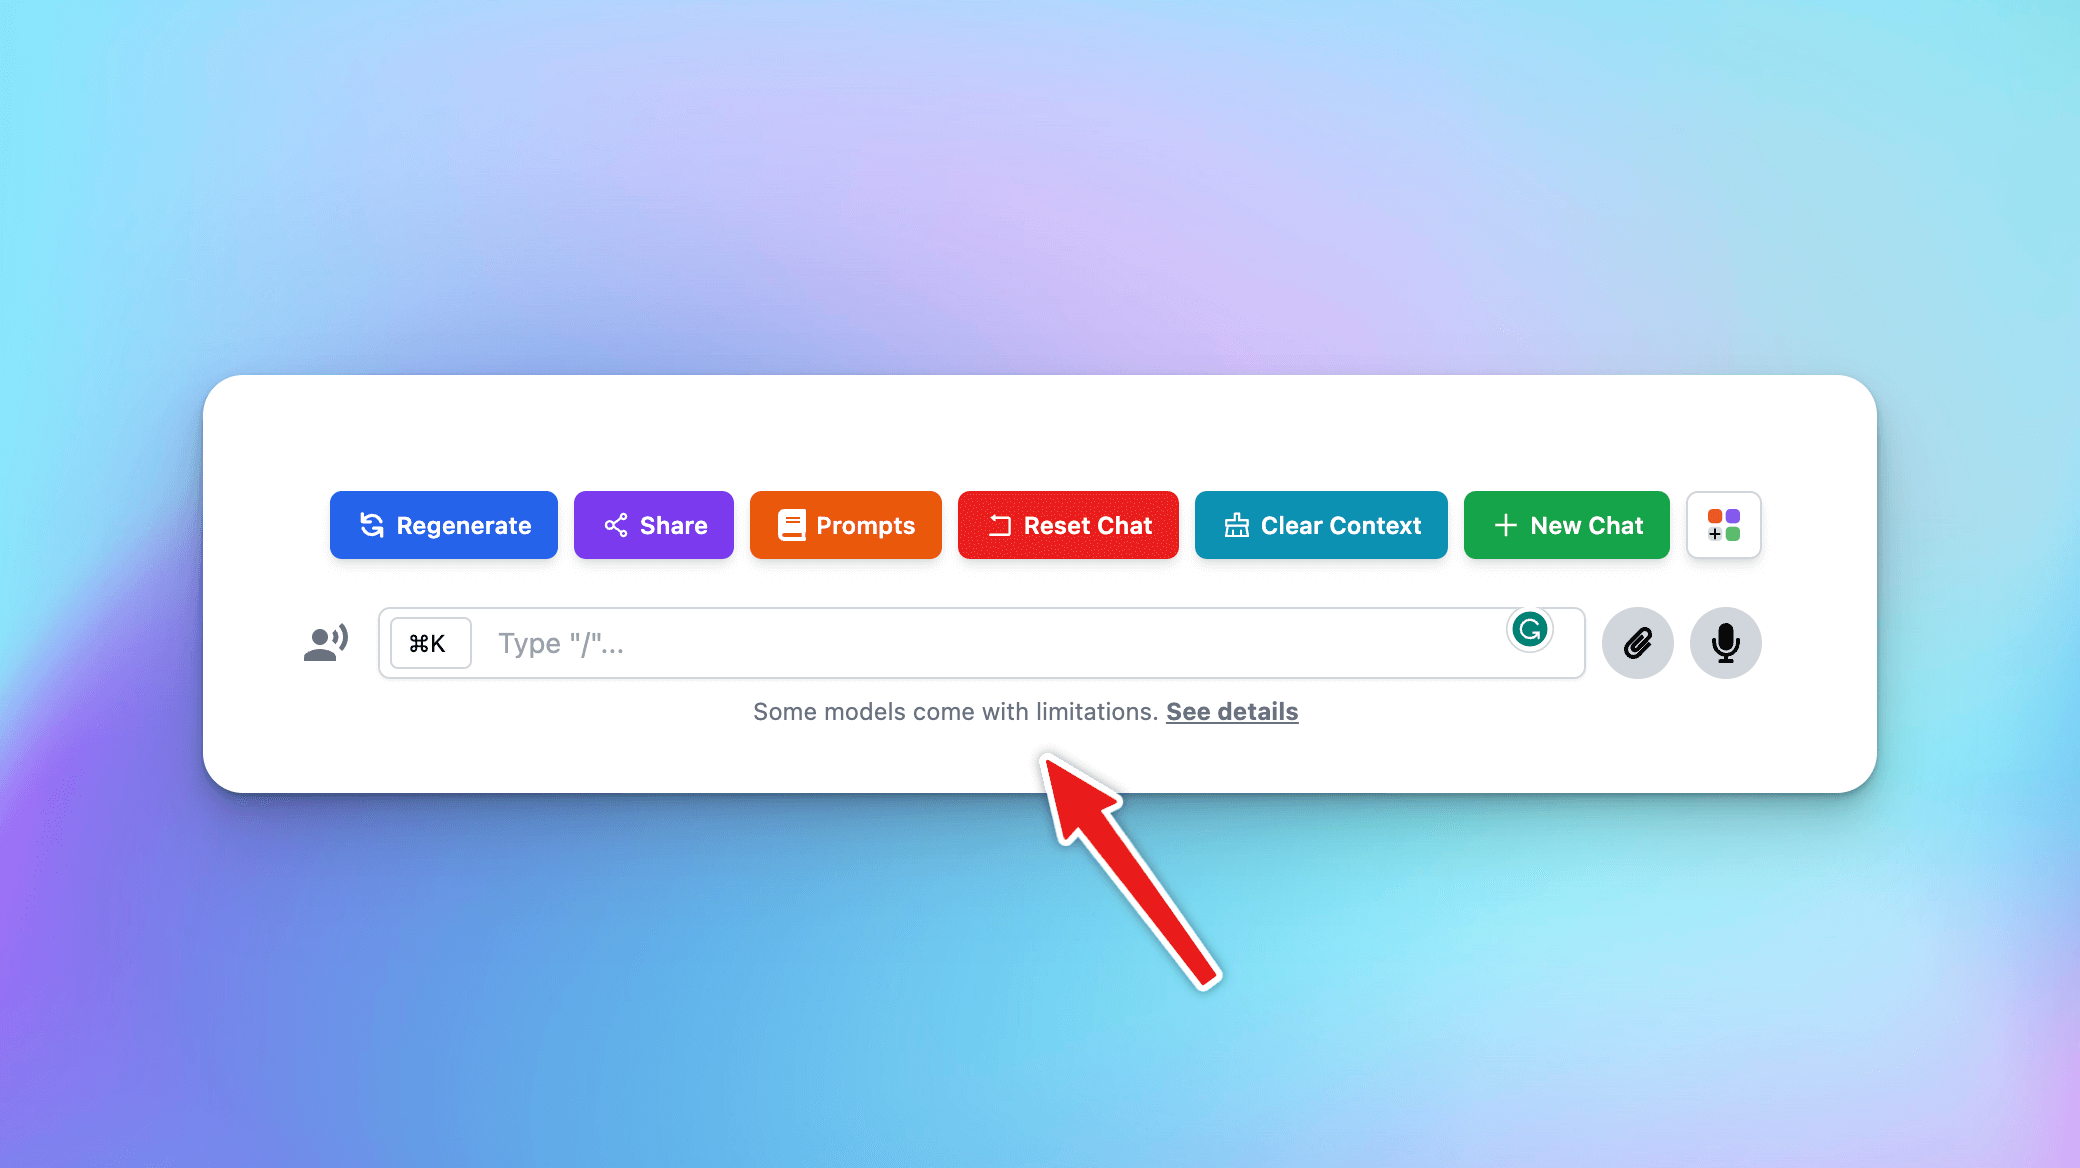 Regenerate Share Prompts Reset Chat Clear Context New Chat
⌘K Type "/"...
Some models come with limitations. See details